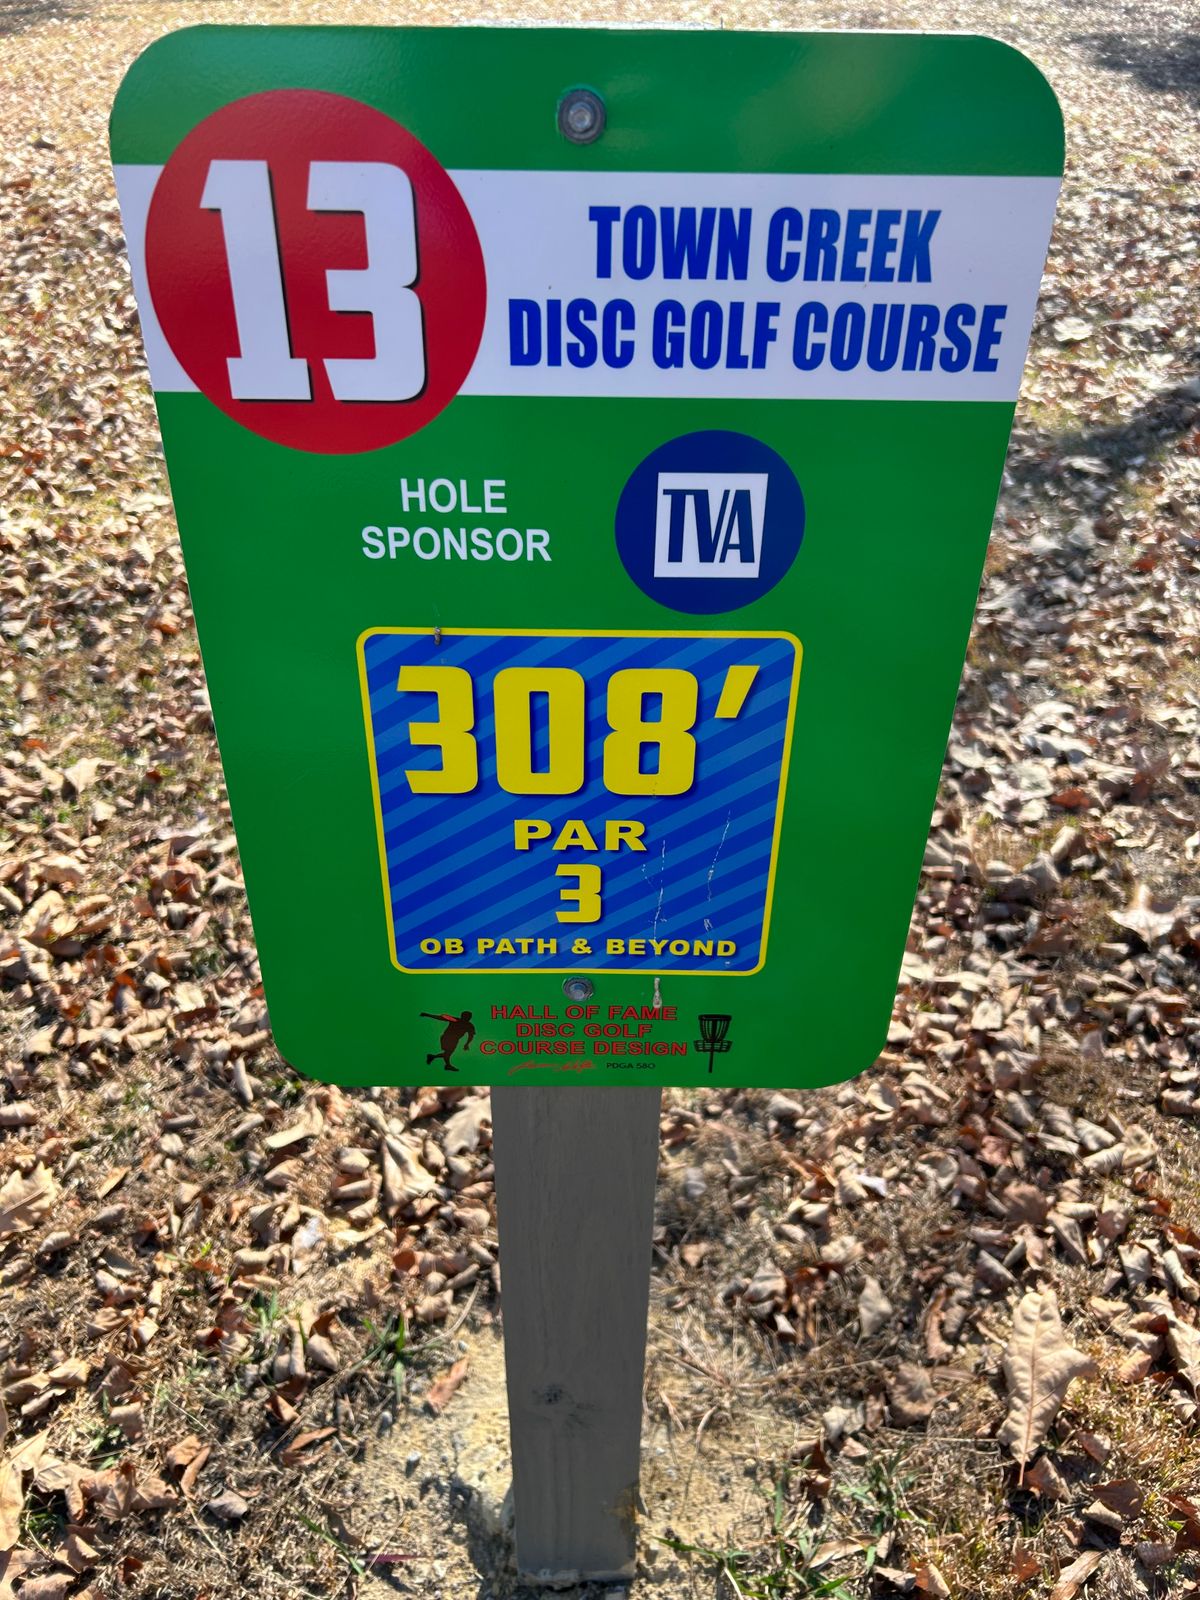 13
TOWN CREEK
DISC GOLF COURSE
HOLE
SPONSOR
TVA
308'
PAR
3
OB PATH & BEYOND
HALL OF FAME
DISC GOLF
COURSE DESIGN
PDGA 580